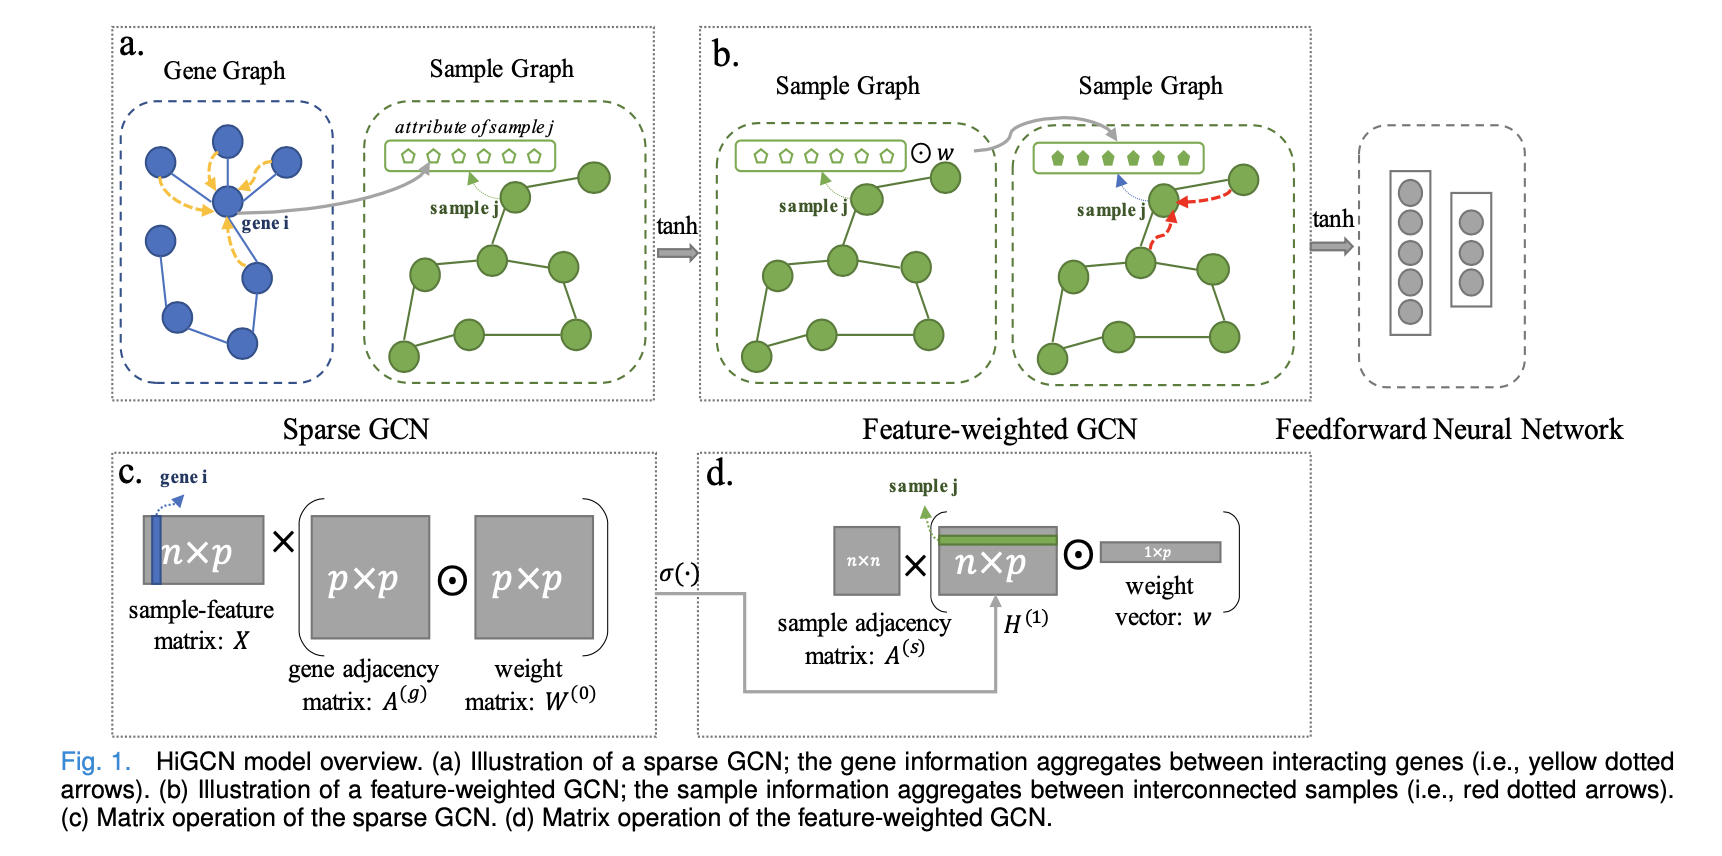 a.
Gene Graph
Sample Graph
attribute of sample j
gene i
sample j
tanh
b.
Sample Graph
Sample Graph
⊙ w
sample j
sample j
tanh
Sparse GCN
Feature-weighted GCN
Feedforward Neural Network
c.
gene i
n×p
×
p×p
⊙
p×p
sample-feature
matrix: X
gene adjacency
matrix: A^(g)
weight
matrix: W^(0)
σ(·)
d.
sample j
n×n
×
n×p
⊙
1×p
sample adjacency
matrix: A^(s)
H^(1)
weight
vector: w
Fig. 1. HiGCN model overview. (a) Illustration of a sparse GCN; the gene information aggregates between interacting genes (i.e., yellow dotted
arrows). (b) Illustration of a feature-weighted GCN; the sample information aggregates between interconnected samples (i.e., red dotted arrows).
(c) Matrix operation of the sparse GCN. (d) Matrix operation of the feature-weighted GCN.